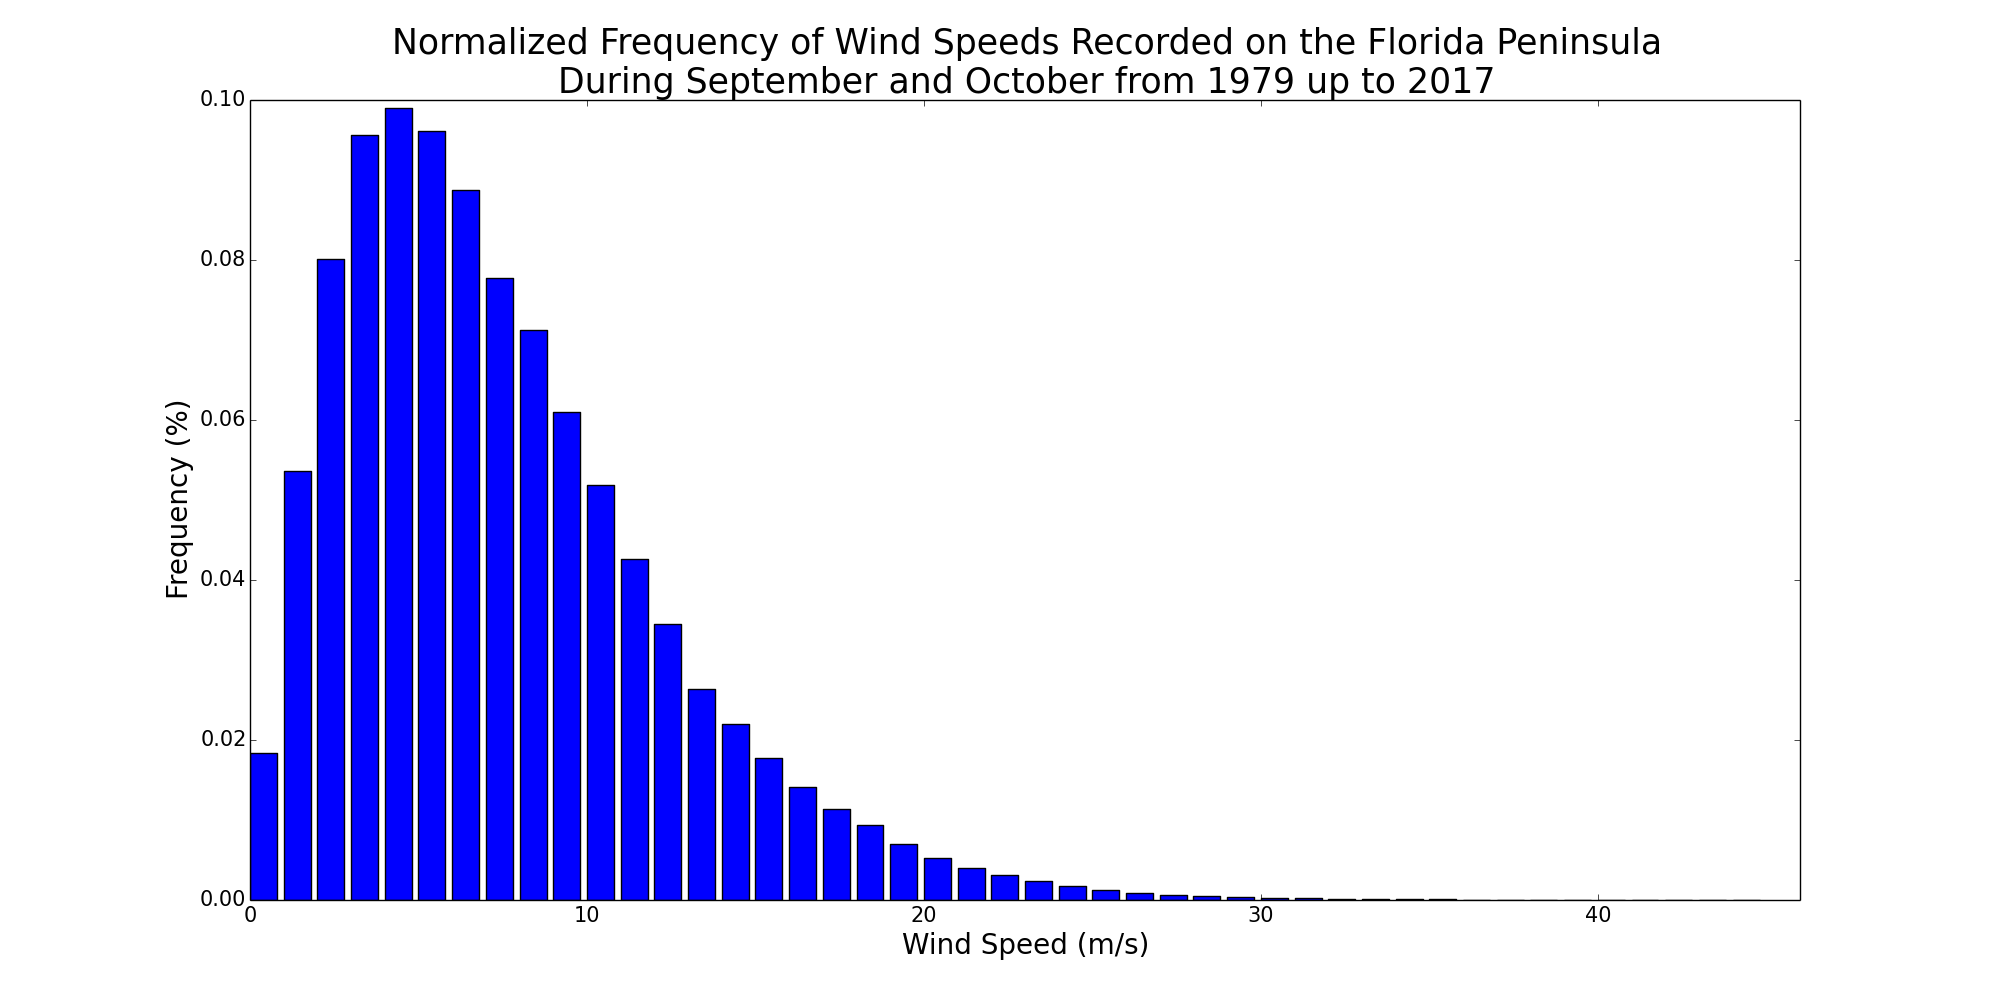 Normalized Frequency of Wind Speeds Recorded on the Florida Peninsula
During September and October from 1979 up to 2017
0.10
0.08
0.06
0.04
0.02
0.00
Frequency (%)
0 10 20 30 40
Wind Speed (m/s)